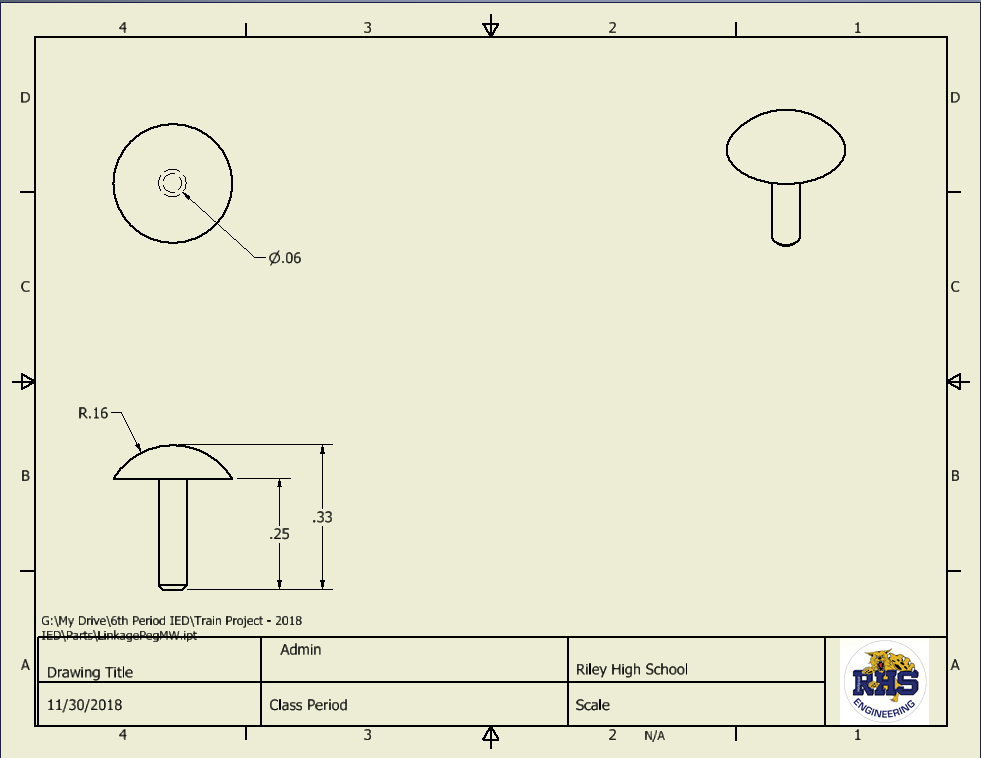 4 3 2 1
D D
Ø.06
C C
R.16
B B
.33
.25
G:\My Drive\6th Period IED\Train Project - 2018
IED\Parts\LinkagePegMW.ipt
Admin
A A
Drawing Title
Riley High School
RHS
ENGINEERING
11/30/2018
Class Period
Scale
4 3 2 N/A 1